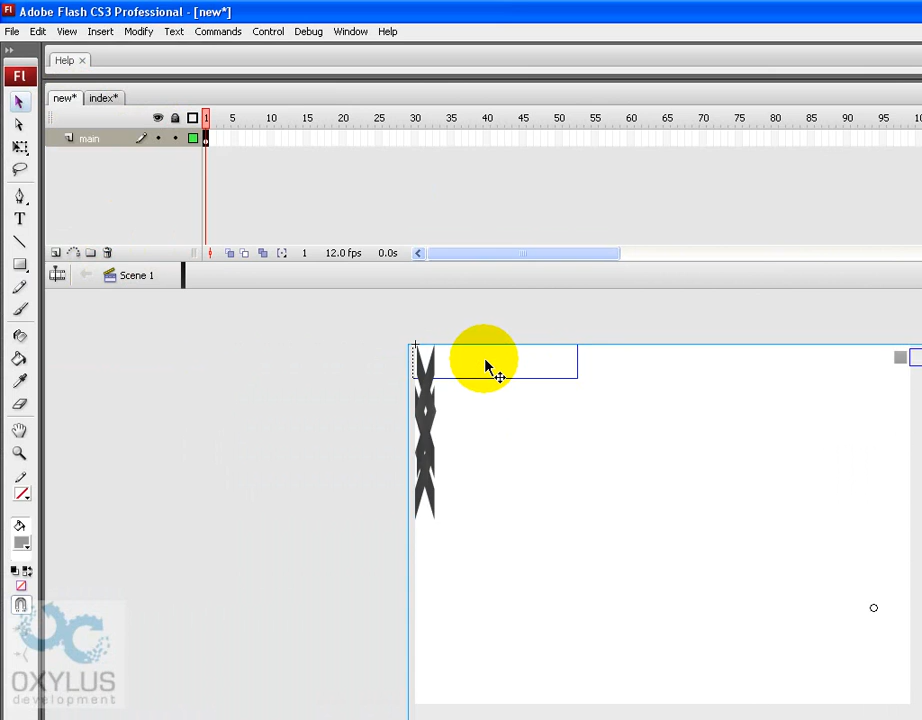 Adobe Flash CS3 Professional - [new*]
File Edit View Insert Modify Text Commands Control Debug Window Help
Help
Fl
new* index*
1 5 10 15 20 25 30 35 40 45 50 55 60 65 70 75 80 85 90 95
main
1 12.0 fps 0.0s
Scene 1
OXYLUS
development